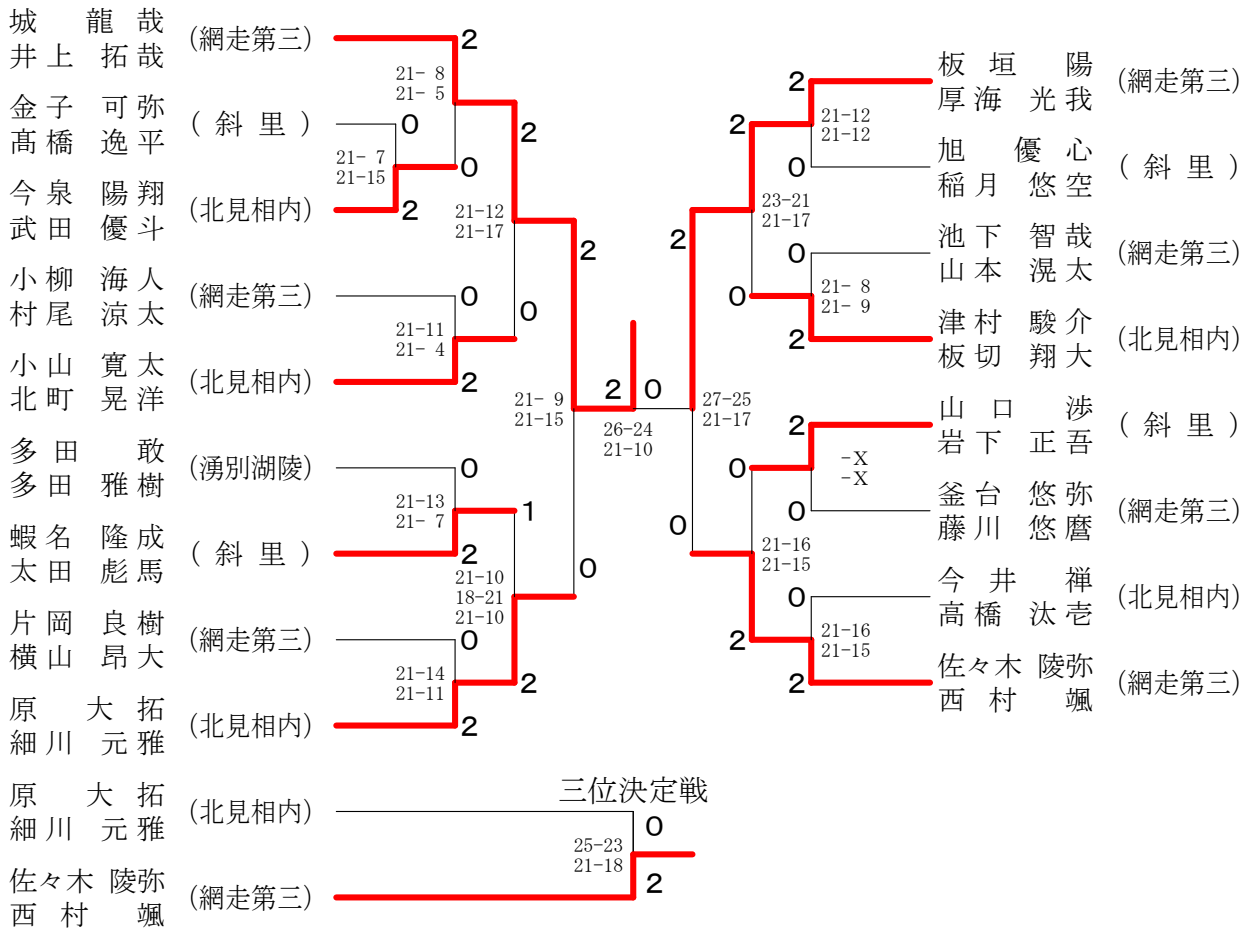 城 龍 哉
井 上 拓 哉
(網走第三)
金 子 可 弥
髙 橋 逸 平
( 斜 里 )
今 泉 陽 翔
武 田 優 斗
(北見相内)
小 柳 海 人
村 尾 涼 太
(網走第三)
小 山 寛 太
北 町 晃 洋
(北見相内)
多 田 敢
多 田 雅 樹
(湧別湖陵)
蝦 名 隆 成
太 田 彪 馬
( 斜 里 )
片 岡 良 樹
横 山 昂 大
(網走第三)
原 大 拓
細 川 元 雅
(北見相内)
2
21- 8
21- 5
0
0
21- 7
21-15
2
2
21-12
21-17
0
21-11
21- 4
2
0
2
21- 9
21-15
0
0
21-13
21- 7
2
1
21-10
18-21
21-10
0
21-14
21-11
2
2
2
0
26-24
21-10
2
27-25
21-17
0
2
23-21
21-17
0
2
21-12
21-12
0
0
21- 8
21- 9
2
0
21-16
21-15
2
2
-X
-X
0
0
21-16
21-15
2
板 垣 陽
厚 海 光 我
(網走第三)
旭 優 心
稲 月 悠 空
( 斜 里 )
池 下 智 哉
山 本 滉 太
(網走第三)
津 村 駿 介
板 切 翔 大
(北見相内)
山 口 渉
岩 下 正 吾
( 斜 里 )
釜 台 悠 弥
藤 川 悠 磨
(網走第三)
今 井 禅
高 橋 汰 壱
(北見相内)
佐々木 陵弥
西 村 颯
(網走第三)
三位決定戦
原 大 拓
細 川 元 雅
(北見相内)
0
25-23
21-18
2
佐々木 陵弥
西 村 颯
(網走第三)